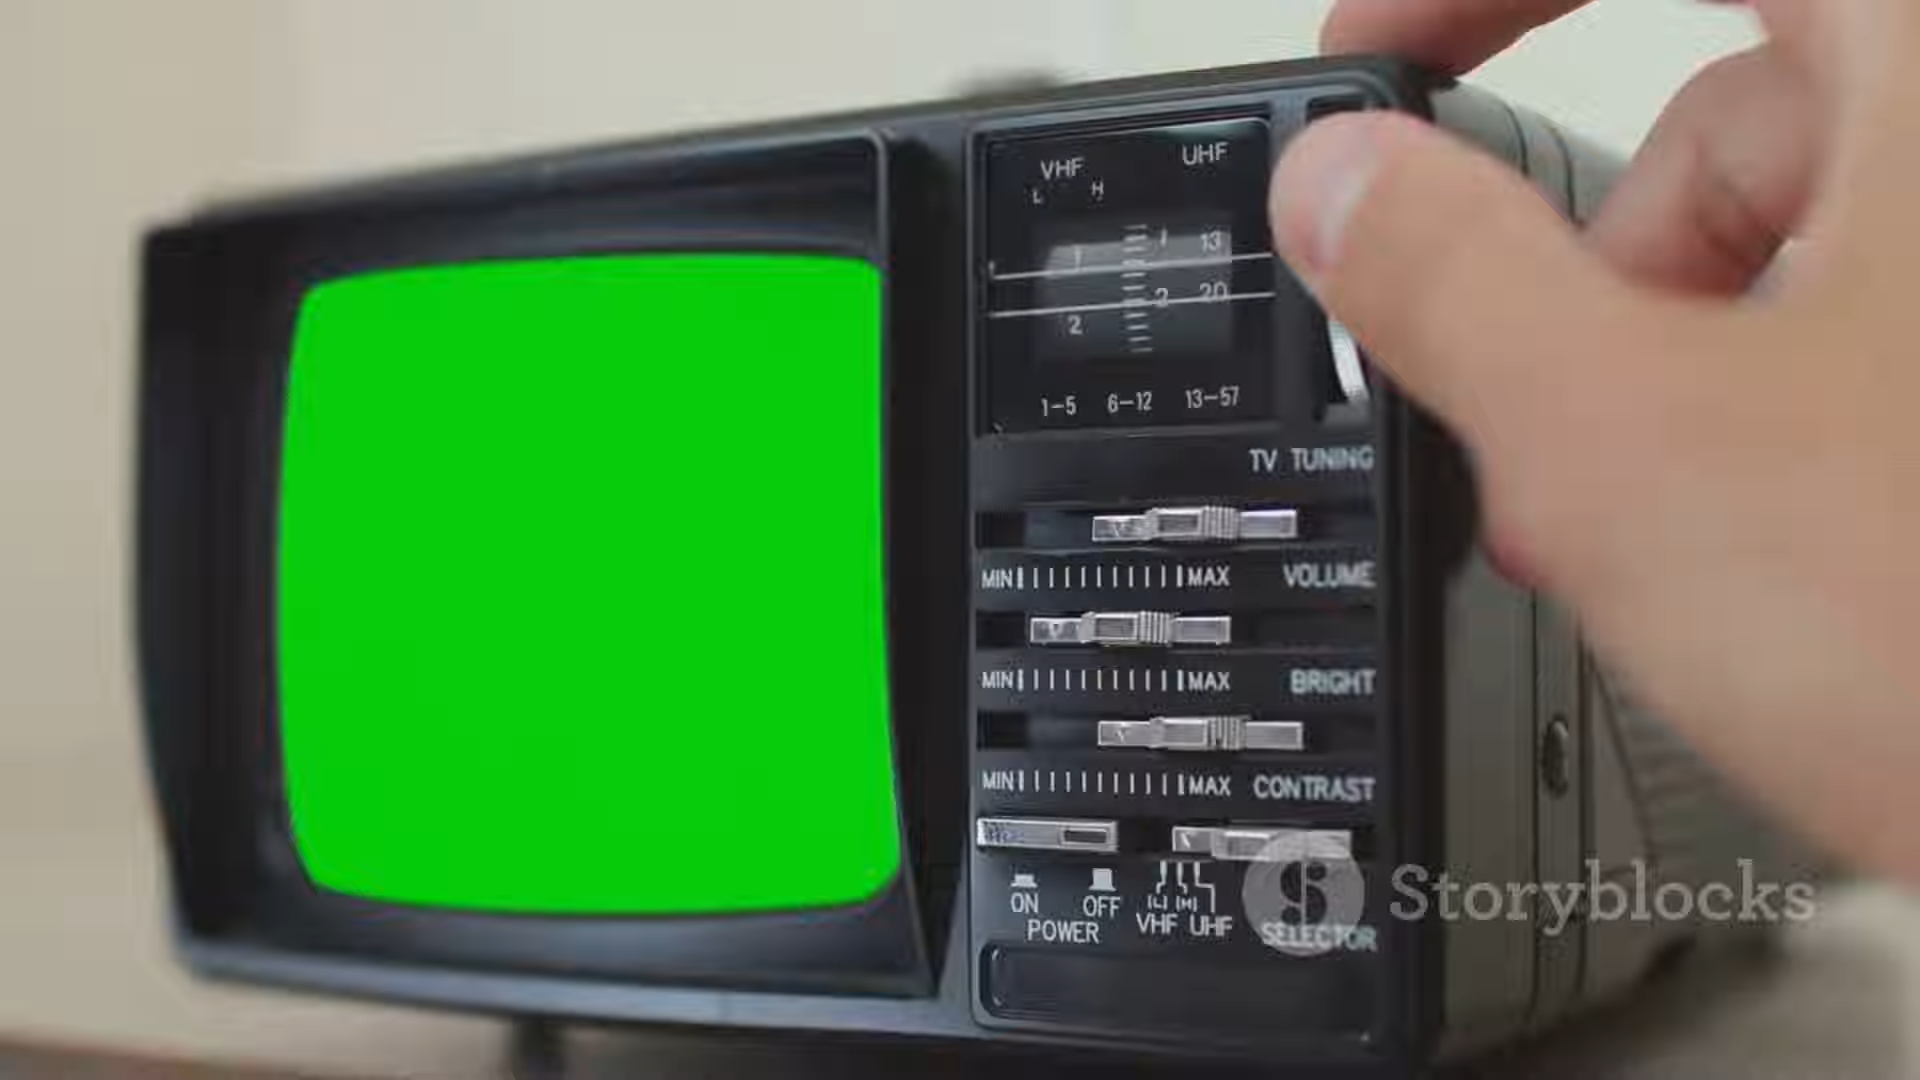 VHF UHF
L H
1 1 13
2 2 20
1-5 6-12 13-57
TV TUNING
MIN MAX VOLUME
MIN MAX BRIGHT
MIN MAX CONTRAST
ON OFF [L] [H]
POWER VHF UHF SELECTOR
Storyblocks